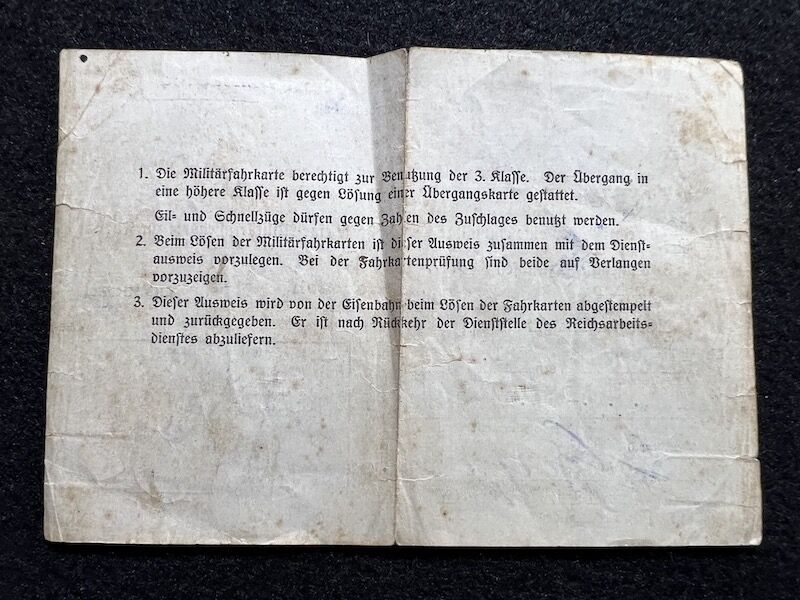 1. Die Militärfahrkarte berechtigt zur Benutzung der 3. Klasse. Der Übergang in
eine höhere Klasse ist gegen Lösung einer Übergangskarte gestattet.
Eil- und Schnellzüge dürfen gegen Zahlen des Zuschlages benutzt werden.
2. Beim Lösen der Militärfahrkarten ist dieser Ausweis zusammen mit dem Dienst-
ausweis vorzulegen. Bei der Fahrkartenprüfung sind beide auf Verlangen
vorzuzeigen.
3. Dieser Ausweis wird von der Eisenbahn beim Lösen der Fahrkarten abgestempelt
und zurückgegeben. Er ist nach Rückkehr der Dienststelle des Reichsarbeits-
dienstes abzuliefern.